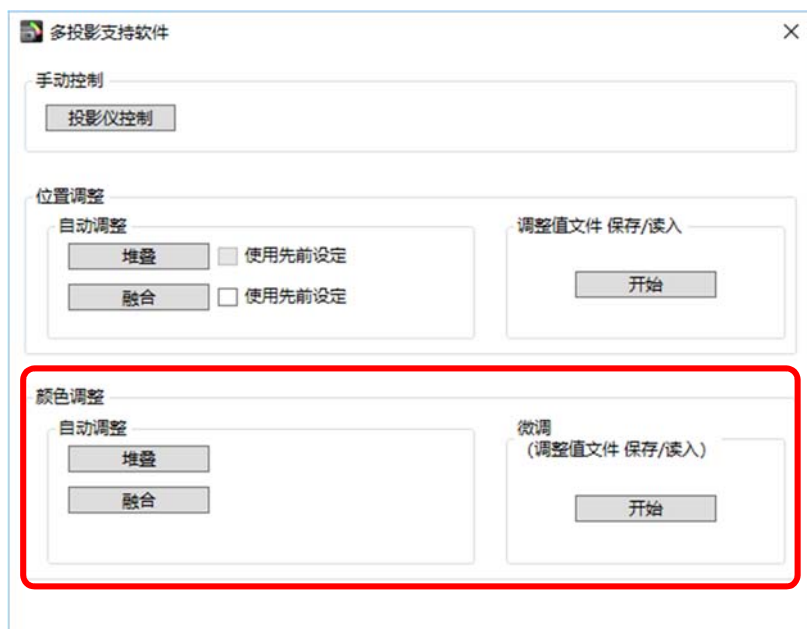 多投影支持软件
手动控制
投影仪控制
位置调整
自动调整
堆叠 使用先前设定
融合 使用先前设定
调整值文件 保存/读入
开始
颜色调整
自动调整
堆叠
融合
微调
(调整值文件 保存/读入)
开始